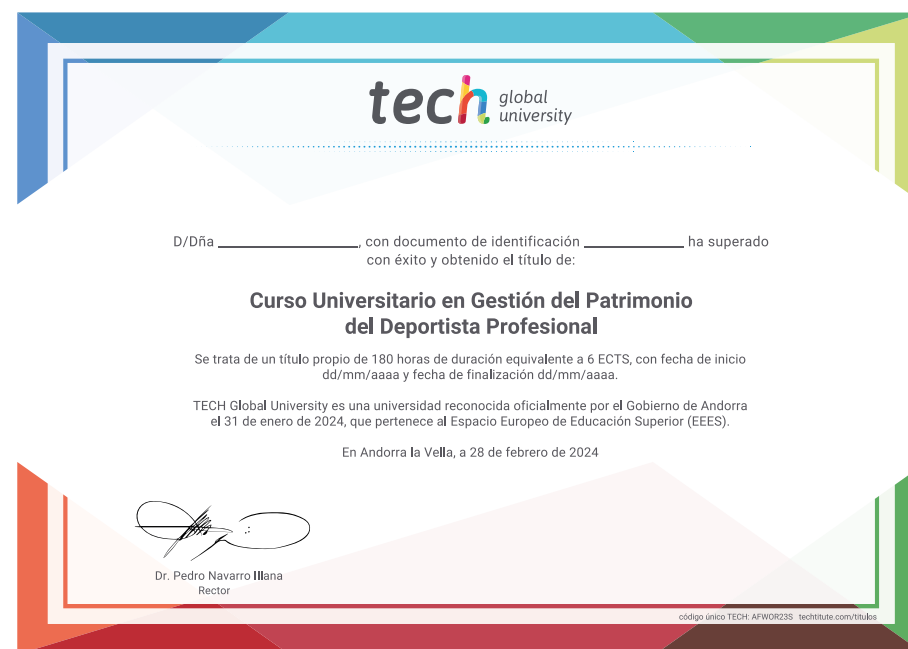 tech global university
D/Dña ______________, con documento de identificación __________ ha superado
con éxito y obtenido el título de:
Curso Universitario en Gestión del Patrimonio
del Deportista Profesional
Se trata de un título propio de 180 horas de duración equivalente a 6 ECTS, con fecha de inicio
dd/mm/aaaa y fecha de finalización dd/mm/aaaa.
TECH Global University es una universidad reconocida oficialmente por el Gobierno de Andorra
el 31 de enero de 2024, que pertenece al Espacio Europeo de Educación Superior (EEES).
En Andorra la Vella, a 28 de febrero de 2024
Dr. Pedro Navarro Illana
Rector
código único TECH: AFWOR23S techtitute.com/titulos